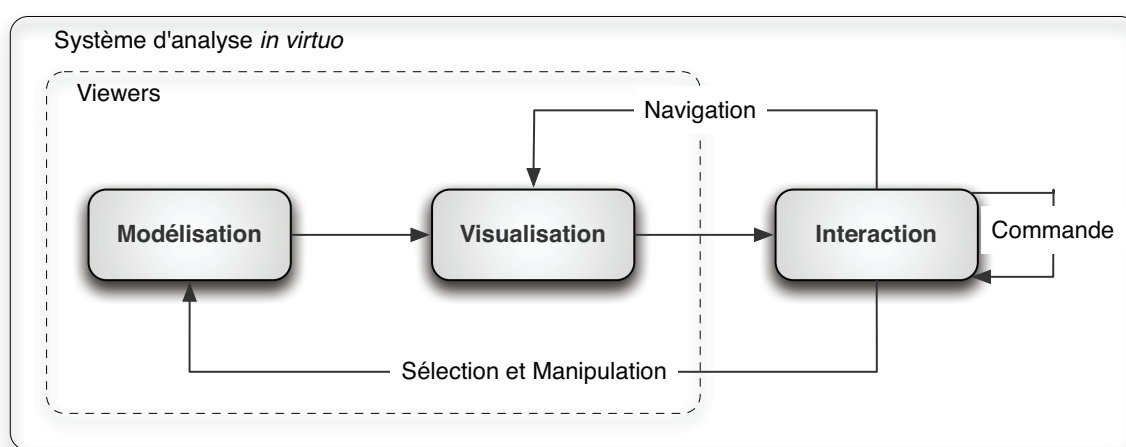 Système d'analyse in virtuo
Viewers
Navigation
Modélisation
Visualisation
Interaction
Commande
Sélection et Manipulation